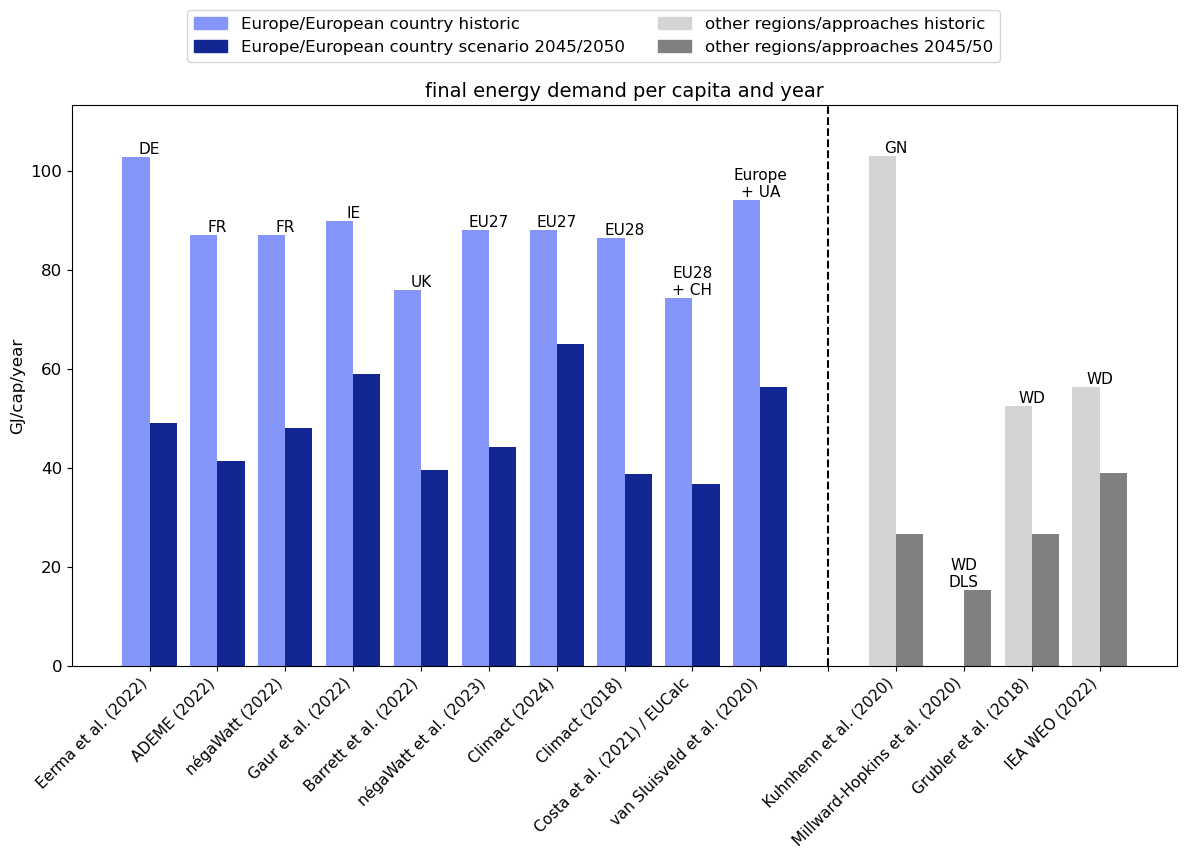 Europe/European country historic
Europe/European country scenario 2045/2050
other regions/approaches historic
other regions/approaches 2045/50
final energy demand per capita and year
GJ/cap/year
100
80
60
40
20
0
DE
FR
FR
IE
UK
EU27
EU27
EU28
EU28
+ CH
Europe
+ UA
GN
WD
DLS
WD
WD
Eerma et al. (2022)
ADEME (2022)
négaWatt (2022)
Gaur et al. (2022)
Barrett et al. (2022)
négaWatt et al. (2023)
Climact (2024)
Climact (2018)
Costa et al. (2021) / EUCalc
van Sluisveld et al. (2020)
Kuhnhenn et al. (2020)
Millward-Hopkins et al. (2020)
Grubler et al. (2018)
IEA WEO (2022)